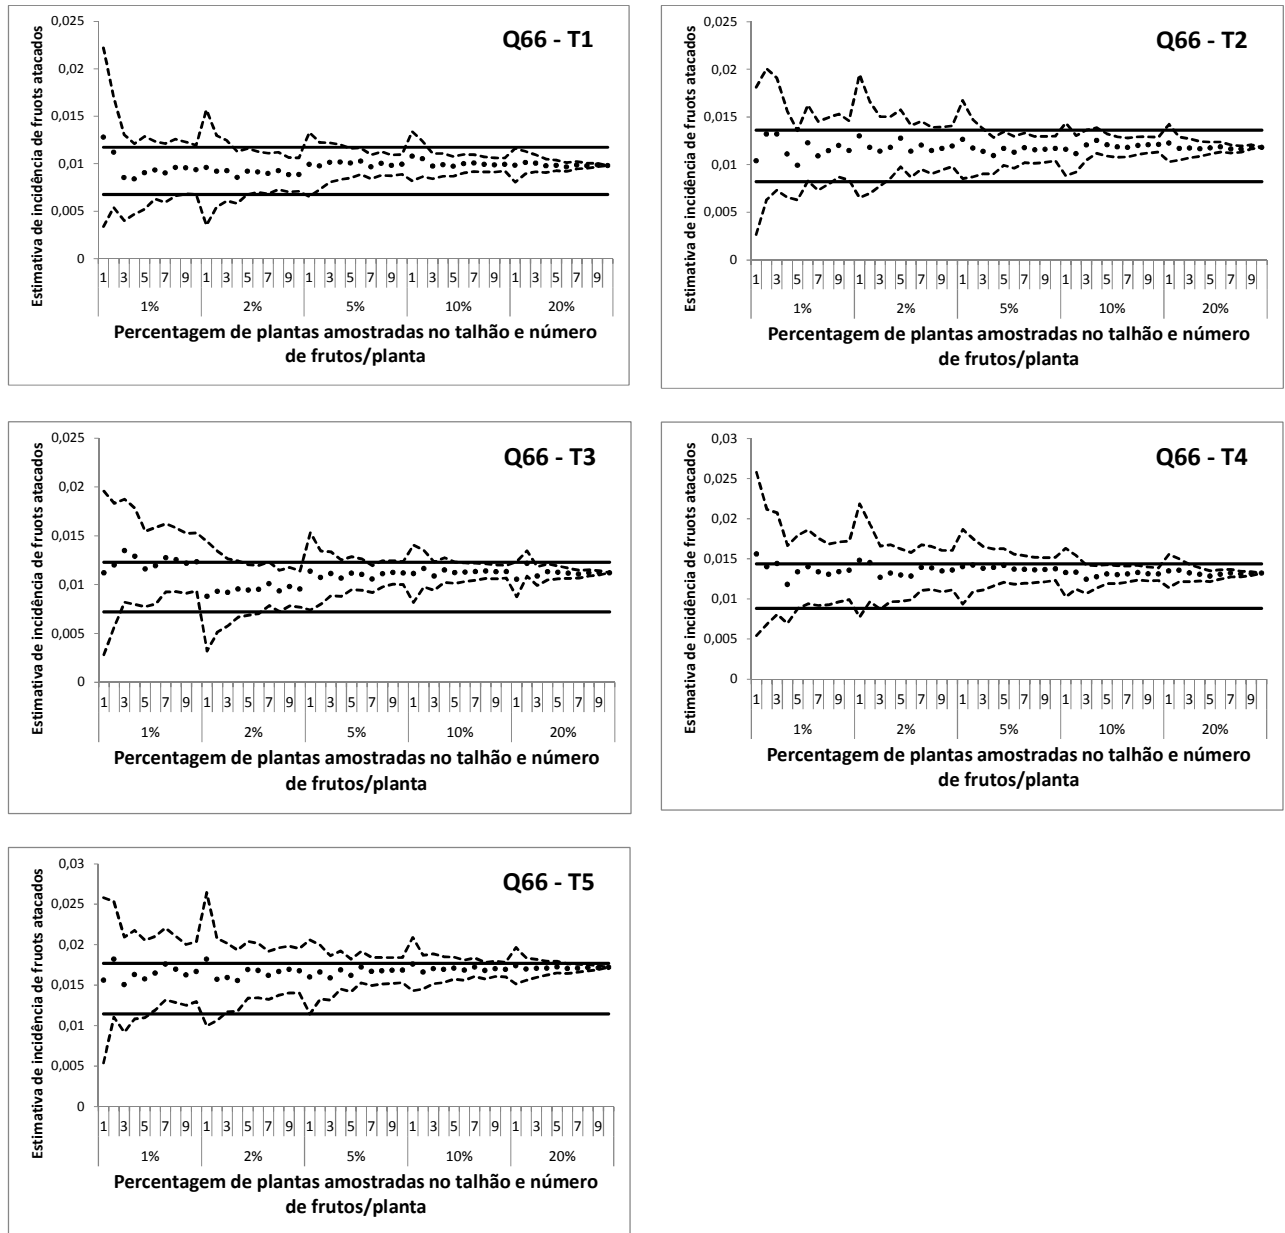 Q66 - T1
Estimativa de incidência de fruots atacados
0,025
0,02
0,015
0,01
0,005
0
1 3 5 7 9 1 3 5 7 9 1 3 5 7 9 1 3 5 7 9 1 3 5 7 9
1% 2% 5% 10% 20%
Percentagem de plantas amostradas no talhão e número
de frutos/planta
Q66 - T2
Estimativa de incidência de fruots atacados
0,025
0,02
0,015
0,01
0,005
0
1 3 5 7 9 1 3 5 7 9 1 3 5 7 9 1 3 5 7 9 1 3 5 7 9
1% 2% 5% 10% 20%
Percentagem de plantas amostradas no talhão e número
de frutos/planta
Q66 - T3
Estimativa de incidência de fruots atacados
0,025
0,02
0,015
0,01
0,005
0
1 3 5 7 9 1 3 5 7 9 1 3 5 7 9 1 3 5 7 9 1 3 5 7 9
1% 2% 5% 10% 20%
Percentagem de plantas amostradas no talhão e número
de frutos/planta
Q66 - T4
Estimativa de incidência de fruots atacados
0,03
0,025
0,02
0,015
0,01
0,005
0
1 3 5 7 9 1 3 5 7 9 1 3 5 7 9 1 3 5 7 9 1 3 5 7 9
1% 2% 5% 10% 20%
Percentagem de plantas amostradas no talhão e número
de frutos/planta
Q66 - T5
Estimativa de incidência de fruots atacados
0,03
0,025
0,02
0,015
0,01
0,005
0
1 3 5 7 9 1 3 5 7 9 1 3 5 7 9 1 3 5 7 9 1 3 5 7 9
1% 2% 5% 10% 20%
Percentagem de plantas amostradas no talhão e número
de frutos/planta